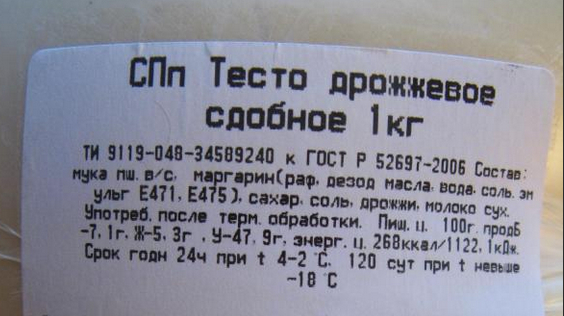 СПп Тесто дрожжевое
сдобное 1кг
ТИ 9119-048-34589240 к ГОСТ Р 52697-2006 Состав:
мука пш. в/с, маргарин(раф. дезод масла. вода. соль. эм
ульг Е471, Е475), сахар, соль, дрожжи, молоко сух.
Употреб. после терм. обработки. Пищ. ц. 100г. продБ
-7, 1г, Ж-5, 3г , У-47, 9г, энерг. ц. 268ккал/1122, 1кДж.
Срок годн 24ч при t 4-2 °С. 120 сут при t невыше
-18 °С